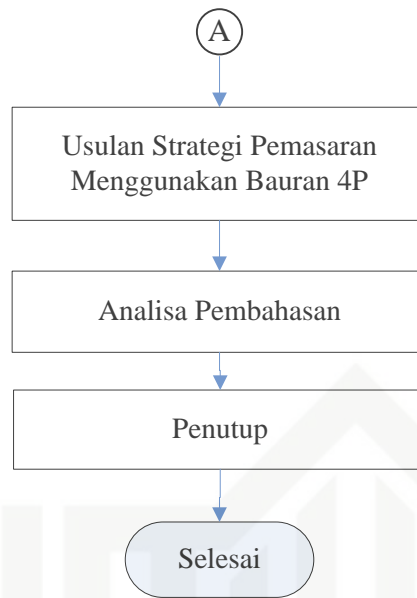 A
Usulan Strategi Pemasaran
Menggunakan Bauran 4P
Analisa Pembahasan
Penutup
Selesai